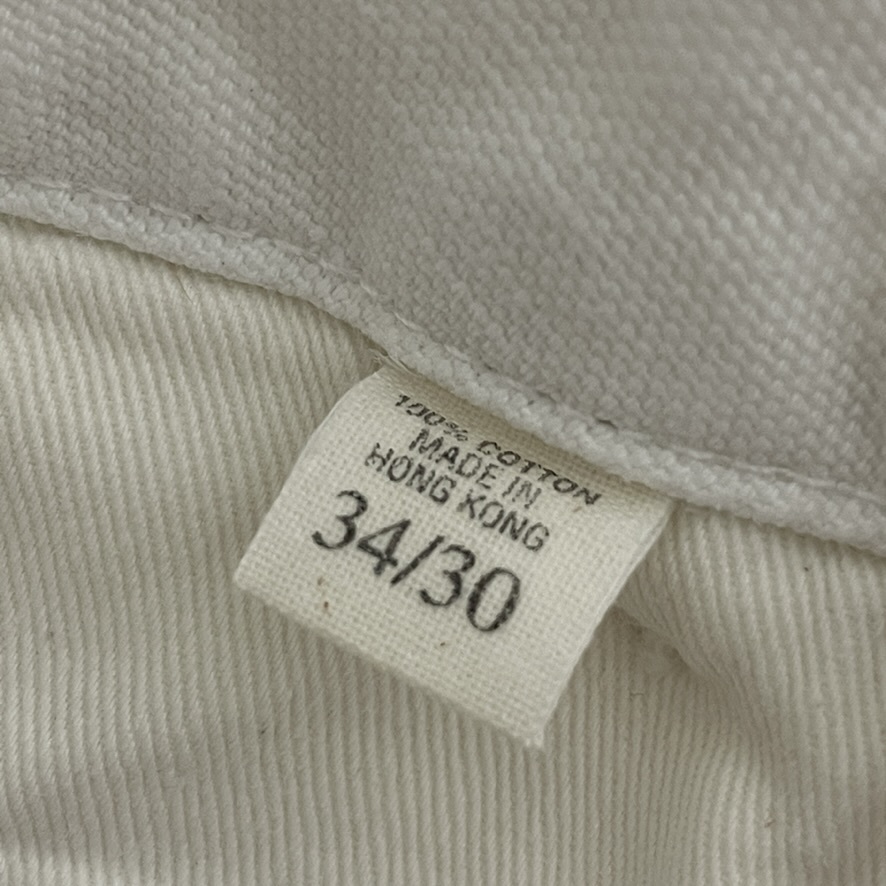 100% COTTON
MADE IN
HONG KONG
34/30